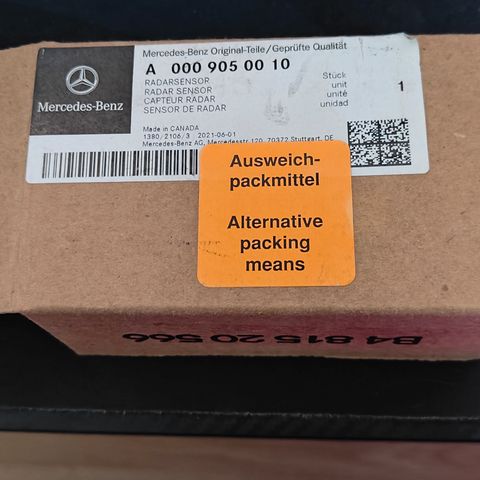 Mercedes-Benz Original-Teile/Geprüfte Qualität
A 000 905 00 10
RADARSENSOR
RADAR SENSOR
CAPTEUR RADAR
SENSOR DE RADAR
Stück
unit
unité
unidad
1
Mercedes-Benz
Made in CANADA
1380/2106/3 2021-06-01
Mercedes-Benz AG, Mercedesstr 120, 70372 Stuttgart, DE
Ausweich-
packmittel
Alternative
packing
means
B4 815 20 566